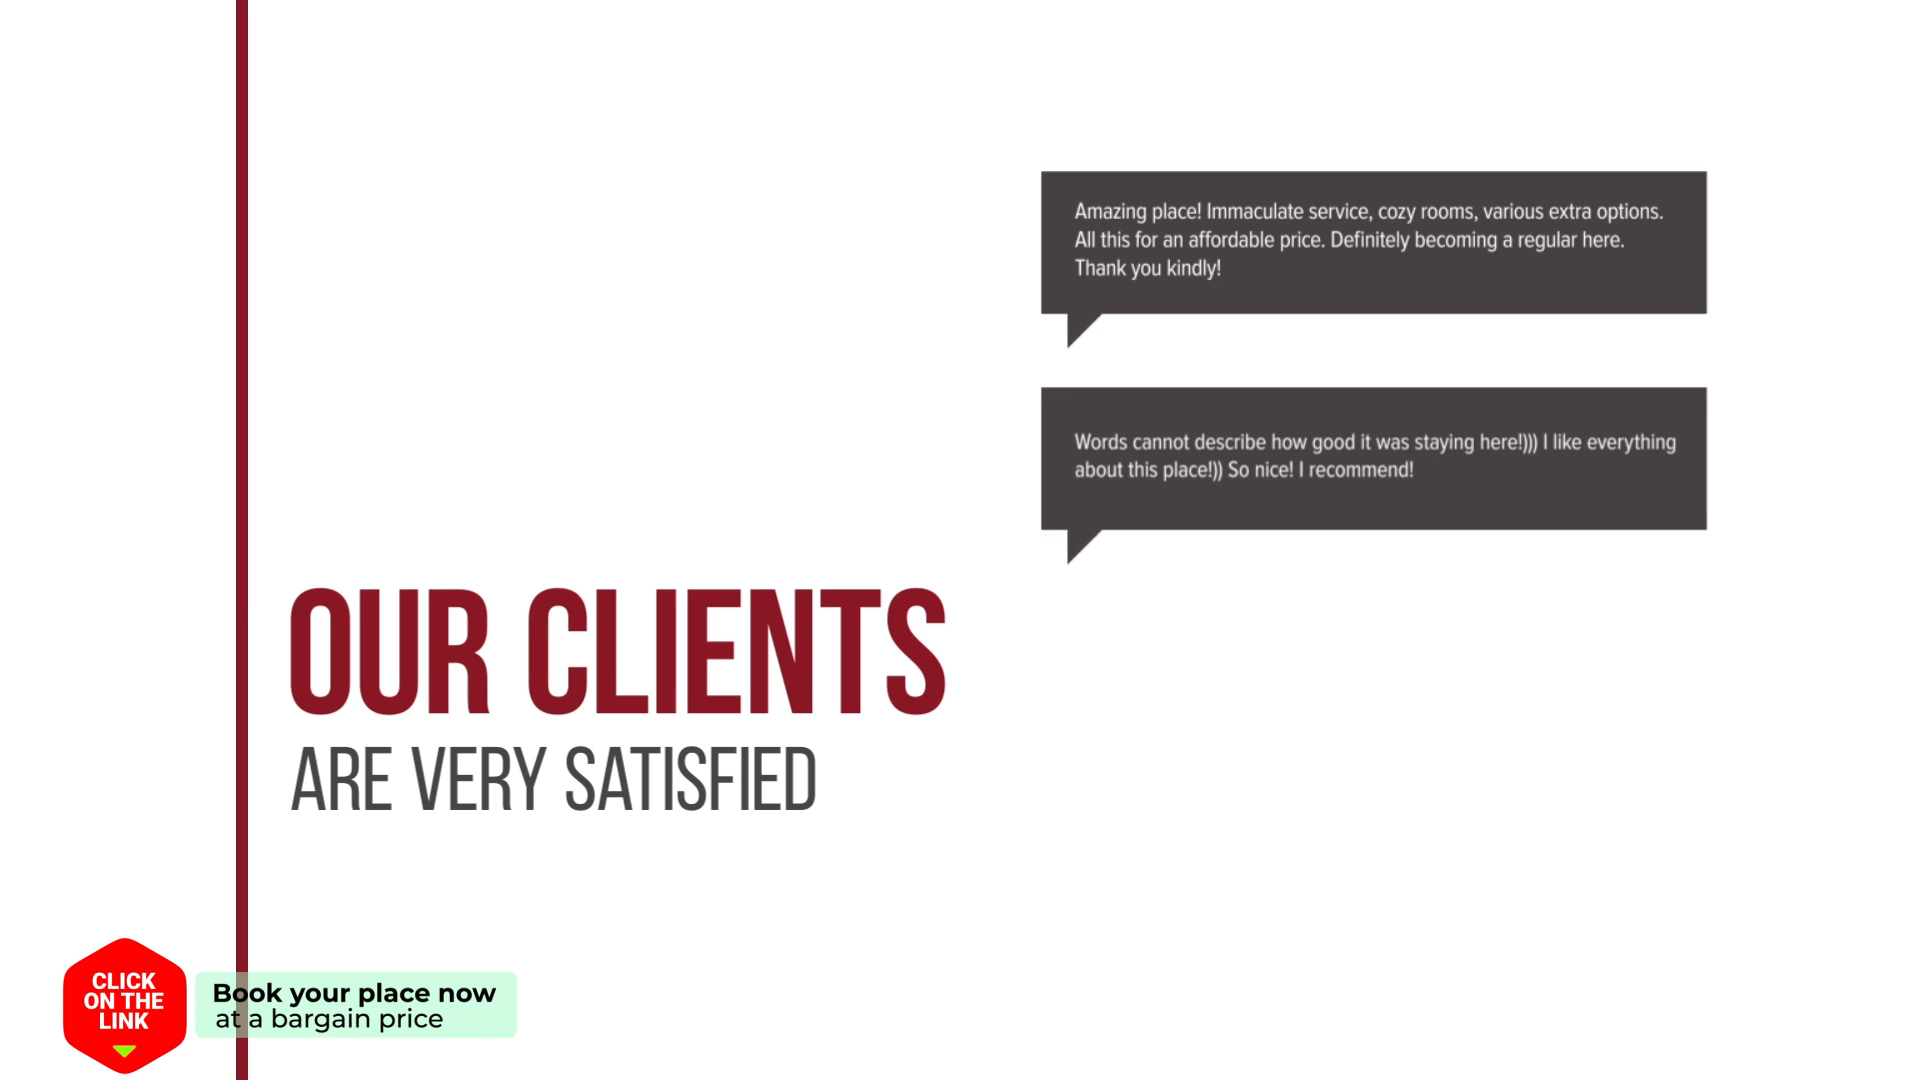 Amazing place! Immaculate service, cozy rooms, various extra options.
All this for an affordable price. Definitely becoming a regular here.
Thank you kindly!
Words cannot describe how good it was staying here!))) I like everything
about this place!)) So nice! I recommend!
OUR CLIENTS
ARE VERY SATISFIED
CLICK
ON THE
LINK
Book your place now
at a bargain price